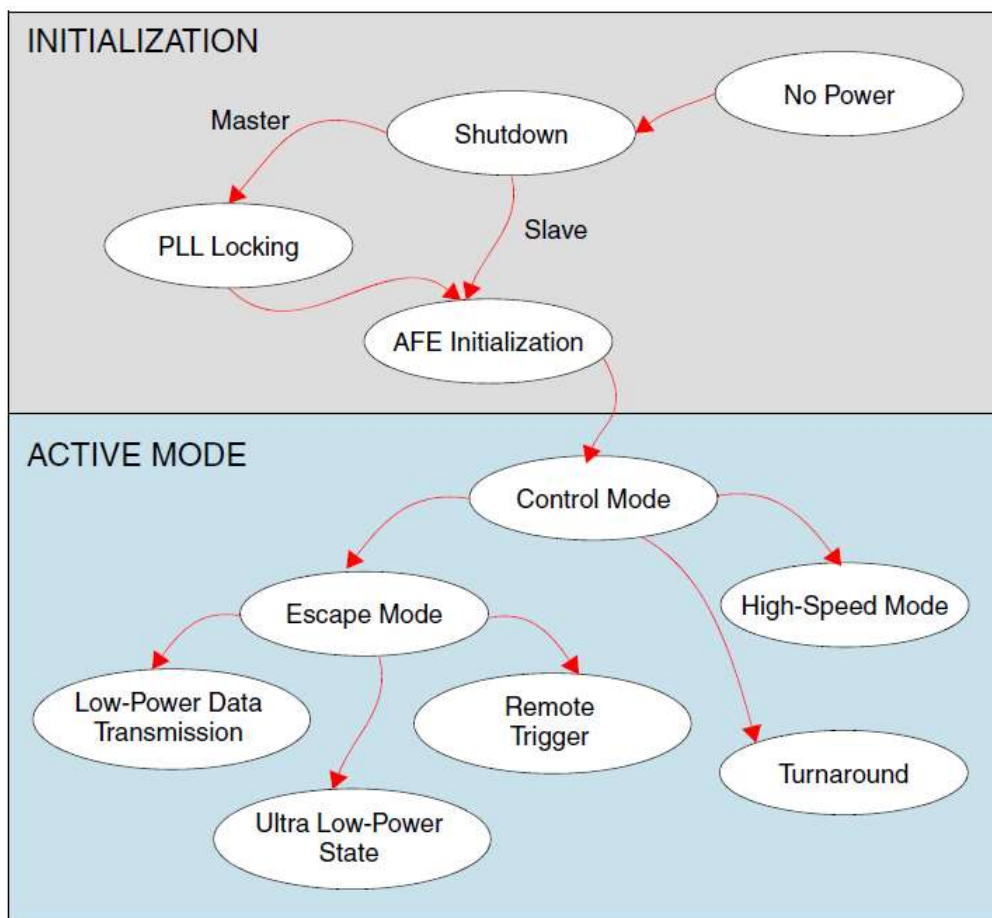 INITIALIZATION
No Power
Master
Shutdown
PLL Locking
Slave
AFE Initialization
ACTIVE MODE
Control Mode
Escape Mode
High-Speed Mode
Low-Power Data
Transmission
Remote
Trigger
Turnaround
Ultra Low-Power
State